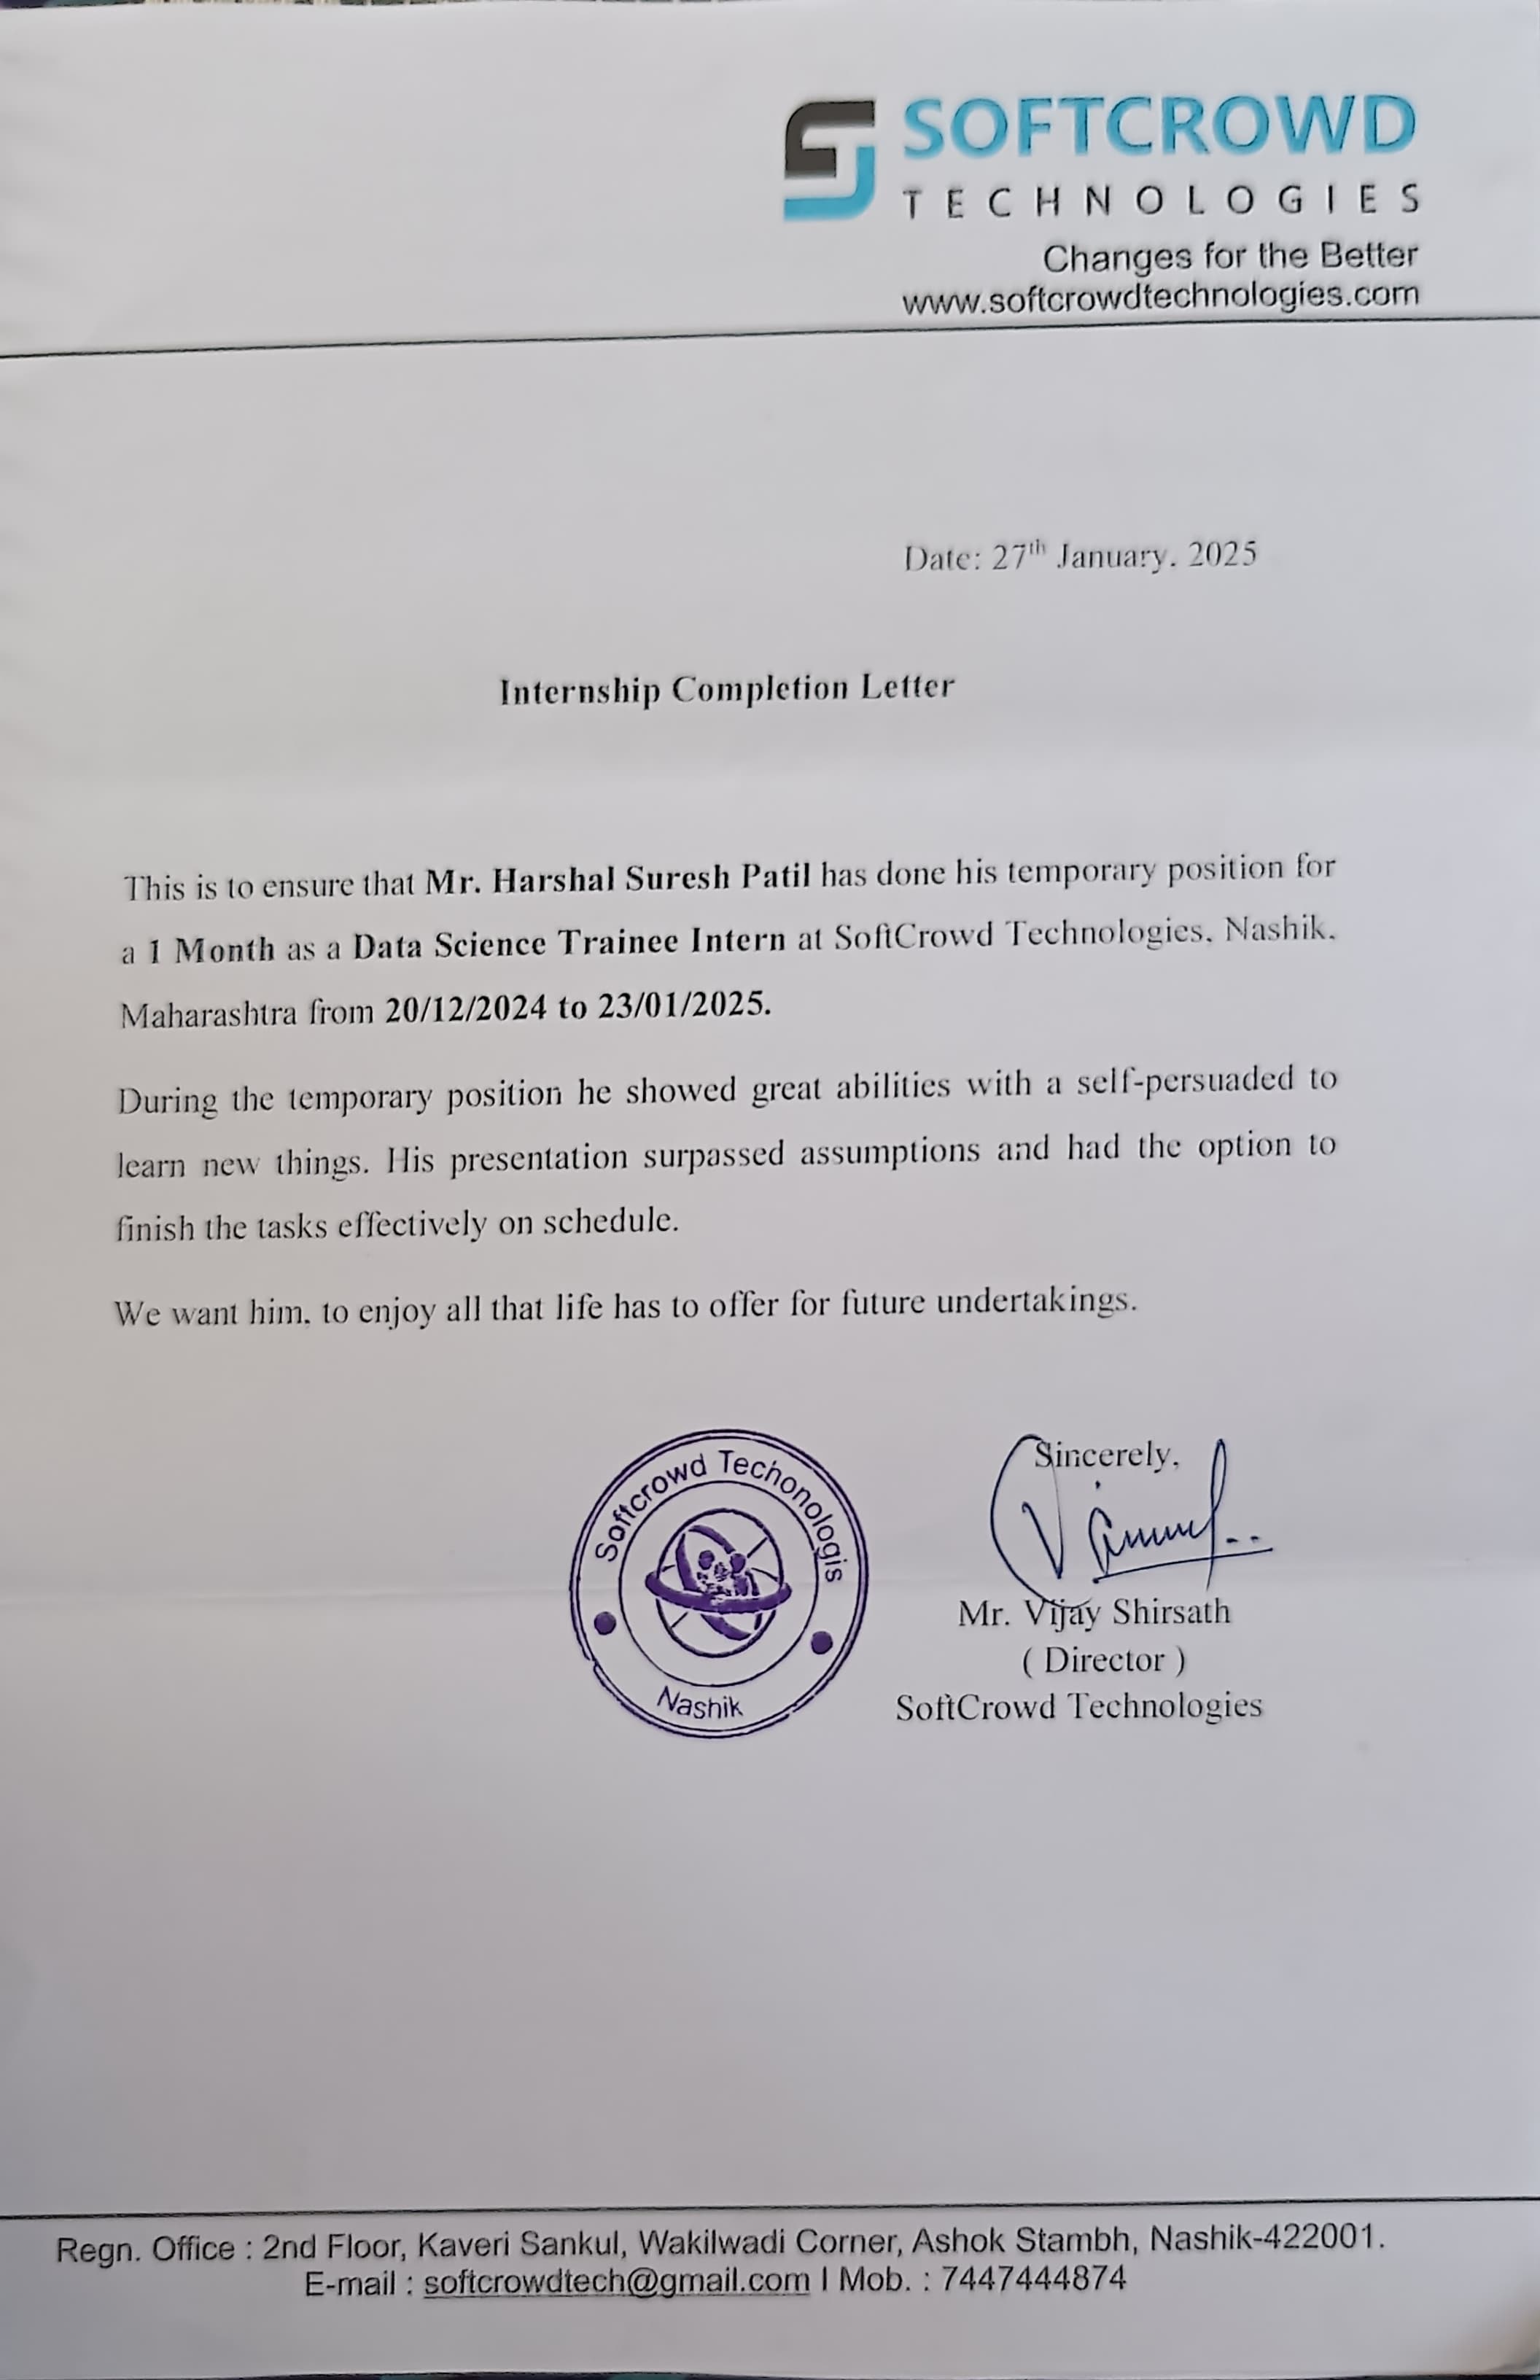 SOFTCROWD
TECHNOLOGIES
Changes for the Better
www.softcrowdtechnologies.com
Date: 27th January, 2025
Internship Completion Letter
This is to ensure that Mr. Harshal Suresh Patil has done his temporary position for
a 1 Month as a Data Science Trainee Intern at SoftCrowd Technologies, Nashik,
Maharashtra from 20/12/2024 to 23/01/2025.
During the temporary position he showed great abilities with a self-persuaded to
learn new things. His presentation surpassed assumptions and had the option to
finish the tasks effectively on schedule.
We want him, to enjoy all that life has to offer for future undertakings.
Softcrowd Techonologis
Nashik
Sincerely,
Mr. Vijay Shirsath
( Director )
SoftCrowd Technologies
Regn. Office : 2nd Floor, Kaveri Sankul, Wakilwadi Corner, Ashok Stambh, Nashik-422001.
E-mail : softcrowdtech@gmail.com I Mob. : 7447444874